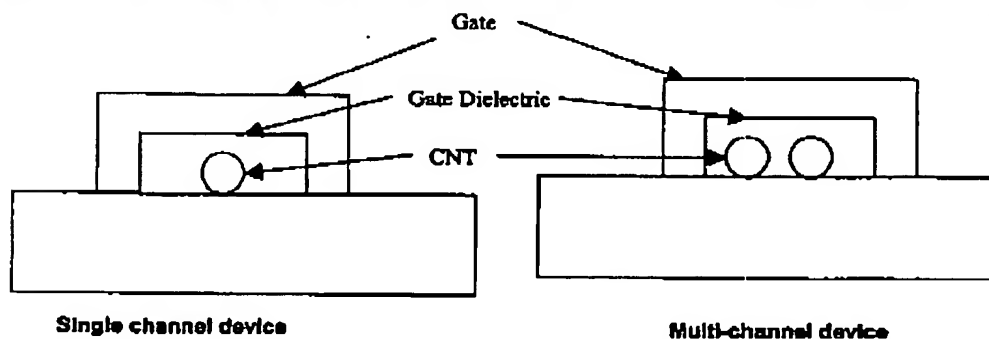 Gate
Gate Dielectric
CNT
Single channel device
Multi-channel device